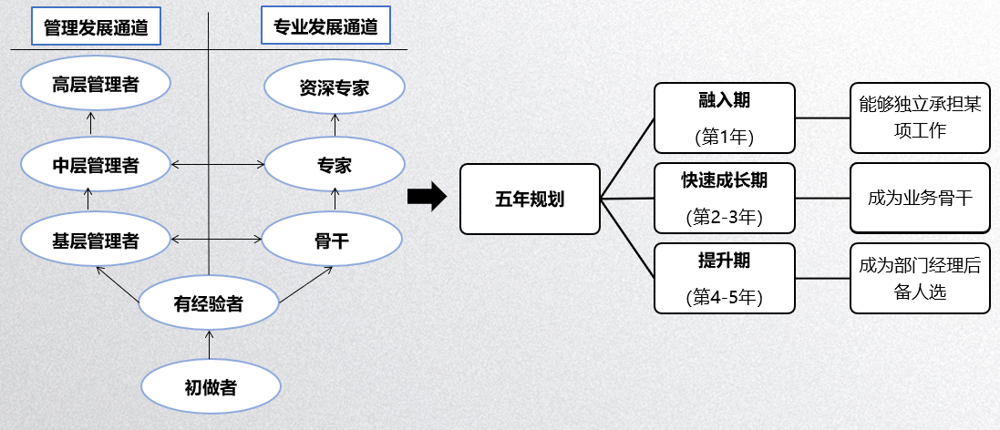 管理发展通道
专业发展通道
高层管理者
资深专家
中层管理者
专家
基层管理者
骨干
有经验者
初做者
五年规划
融入期
(第1年)
能够独立承担某
项工作
快速成长期
(第2-3年)
成为业务骨干
提升期
(第4-5年)
成为部门经理后
备人选